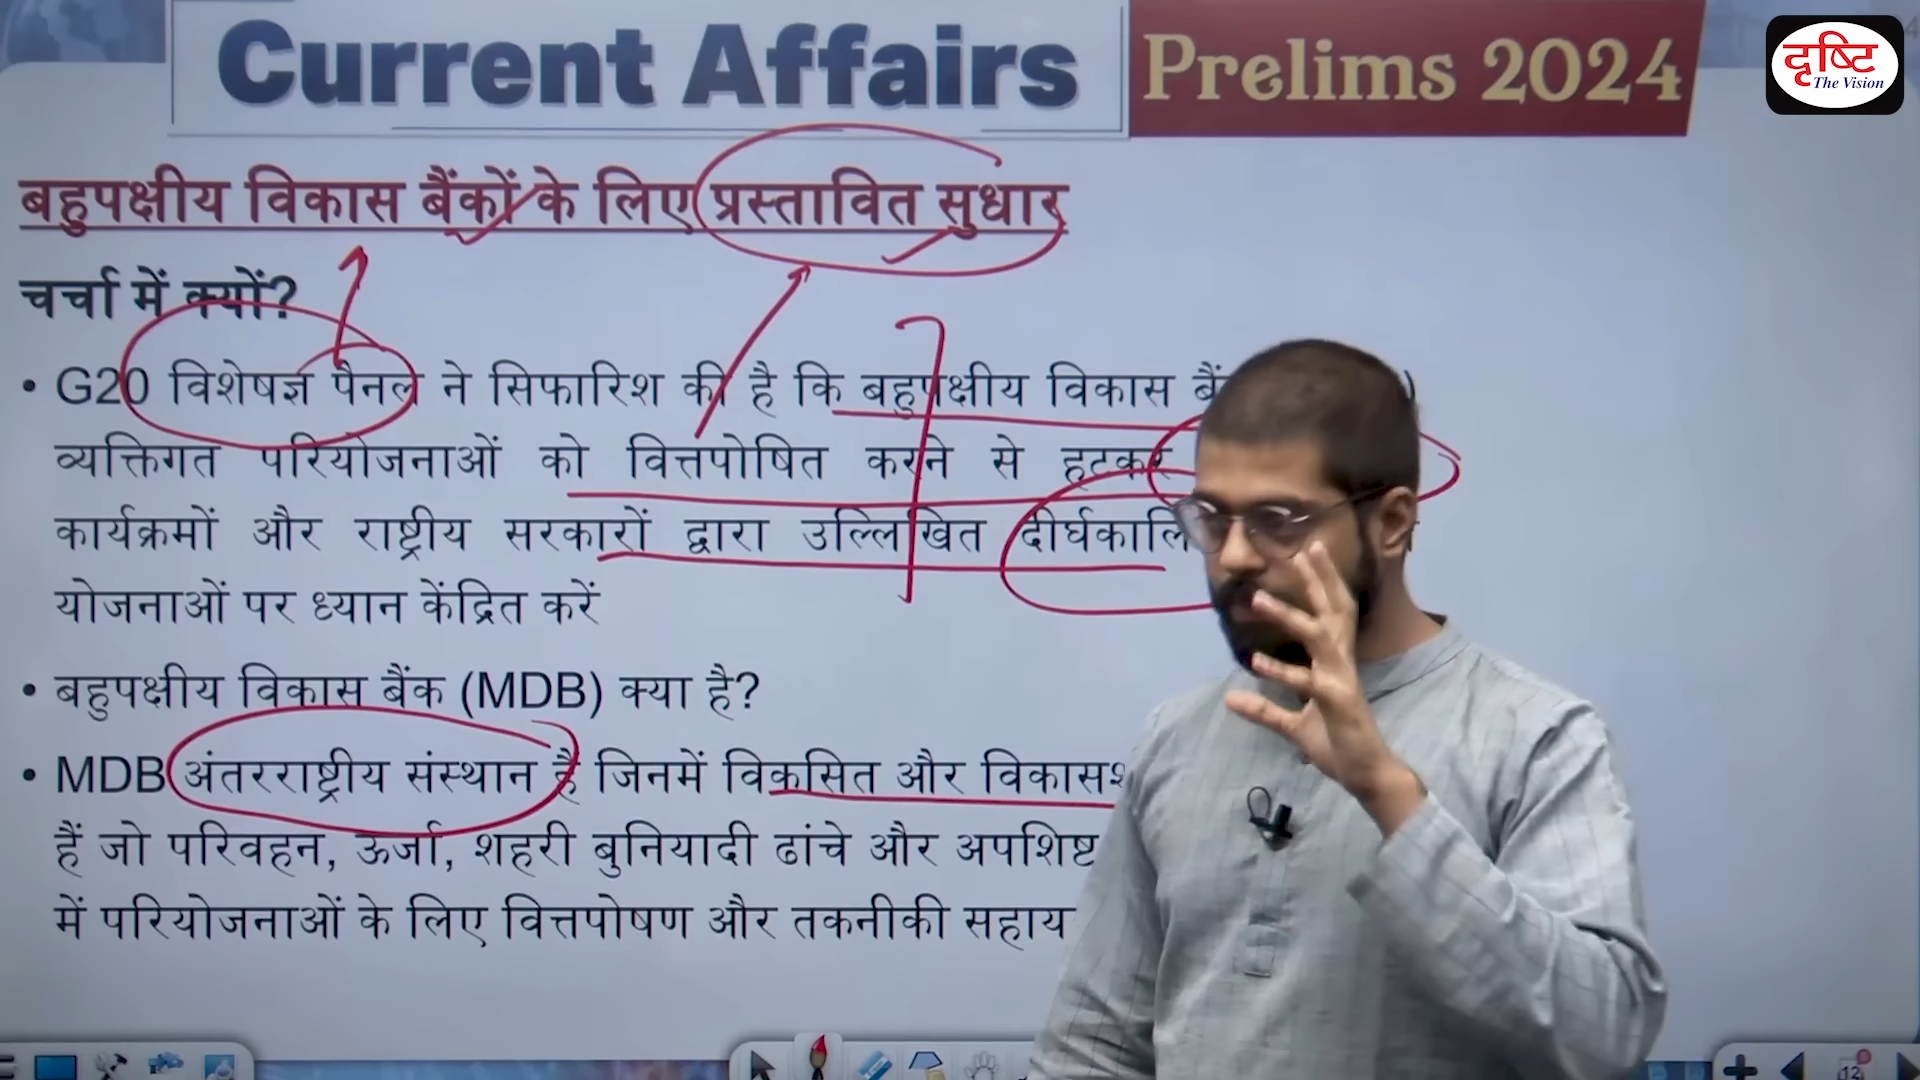 Current Affairs Prelims 2024
दृष्टि
The Vision
बहुपक्षीय विकास बैंकों के लिए प्रस्तावित सुधार
चर्चा में क्यों?
• G20 विशेषज्ञ पैनल ने सिफारिश की है कि बहुपक्षीय विकास
व्यक्तिगत परियोजनाओं को वित्तपोषित करने से हटकर
कार्यक्रमों और राष्ट्रीय सरकारों द्वारा उल्लिखित
योजनाओं पर ध्यान केंद्रित करें
• बहुपक्षीय विकास बैंक (MDB) क्या है?
• MDB अंतरराष्ट्रीय संस्थान है जिनमें विकसित और
हैं जो परिवहन, ऊर्जा, शहरी बुनियादी ढांचे और अपशिष्ट
में परियोजनाओं के लिए वित्तपोषण और तकनीकी सहाय
12